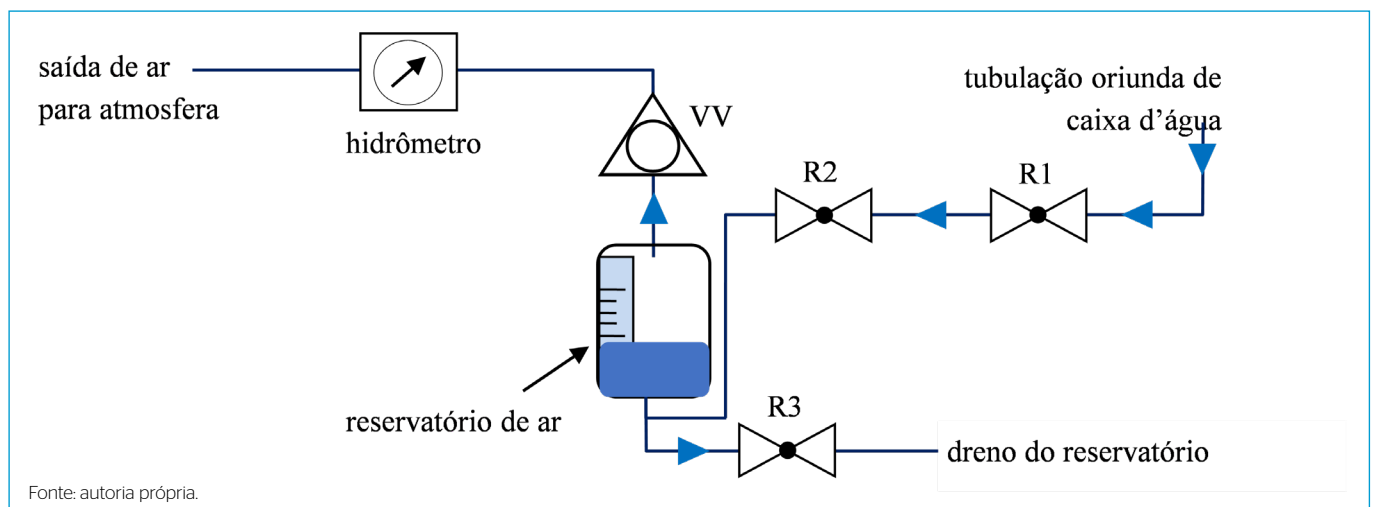 saída de ar
para atmosfera
hidrômetro
VV
tubulação oriunda de
caixa d’água
R2
R1
reservatório de ar
R3
dreno do reservatório
Fonte: autoria própria.